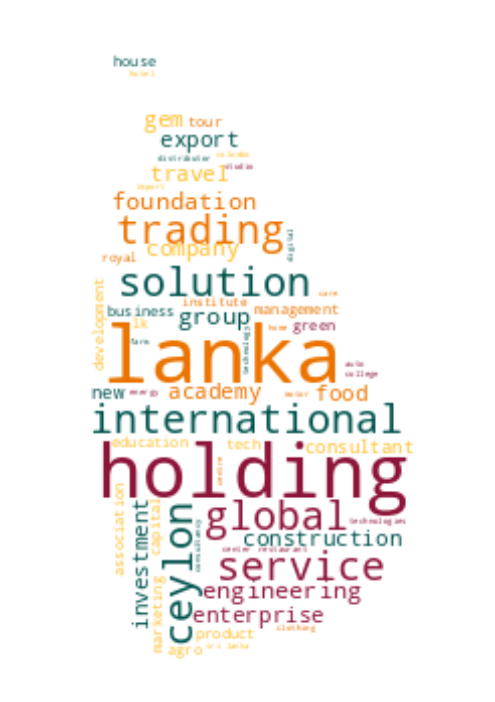 house
hotel
gem tour
export
distributor colombo
studio
travel
import
foundation
trading
digital
company
royal
solution
care
development
institute
business group management
lk
home green
technology
farm
lanka
auto
college
new energy academy motor food
international
education tech consultant
centre
holding
association
investment
capital
marketing
ceylon
consultancy
global technologies
construction
center restaurant
service
engineering
enterprise
clothing
product
agro sri lanka